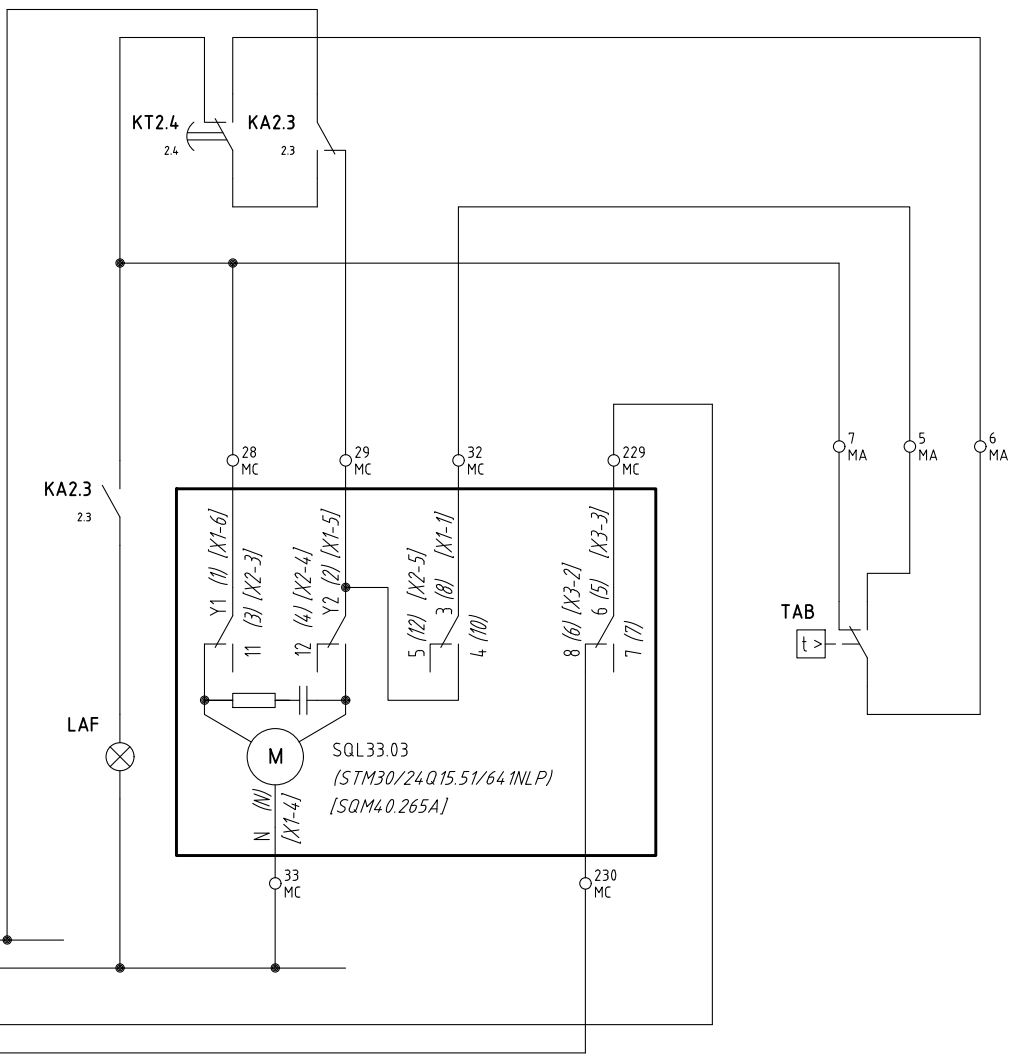 KT2.4
2.4
KA2.3
2.3
28
MC
29
MC
32
MC
229
MC
7
MA
5
MA
6
MA
KA2.3
2.3
Y1 (1) [X1-6]
11 (3) [X2-3]
12 (4) [X2-4]
Y2 (2) [X1-5]
5 (12) [X2-5]
3 (8) [X1-1]
4 (10)
8 (6) [X3-2]
6 (5) [X3-3]
7 (7)
TAB
t >
LAF
M
SQL33.03
(STM30/24Q15.51/641NLP)
[SQM40.265A]
N (N)
[X1-4]
33
MC
230
MC